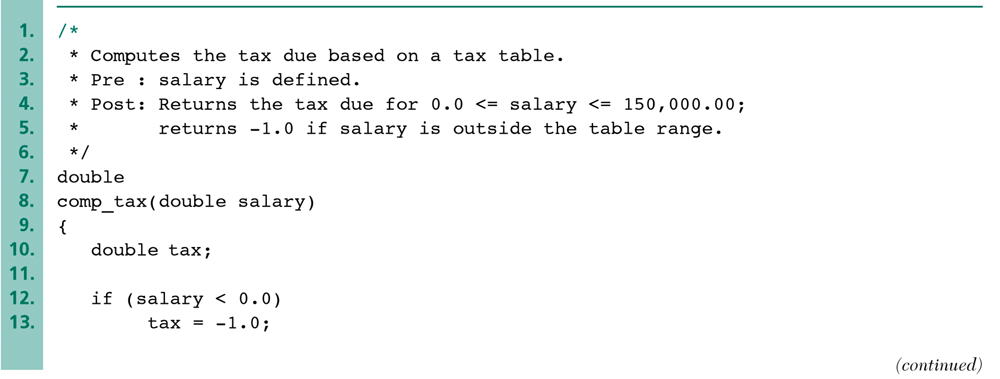 1. /*
2.  * Computes the tax due based on a tax table.
3.  * Pre : salary is defined.
4.  * Post: Returns the tax due for 0.0 <= salary <= 150,000.00;
5.  *       returns -1.0 if salary is outside the table range.
6.  */
7. double
8. comp_tax(double salary)
9. {
10.    double tax;
11.
12.    if (salary < 0.0)
13.         tax = -1.0;
(continued)